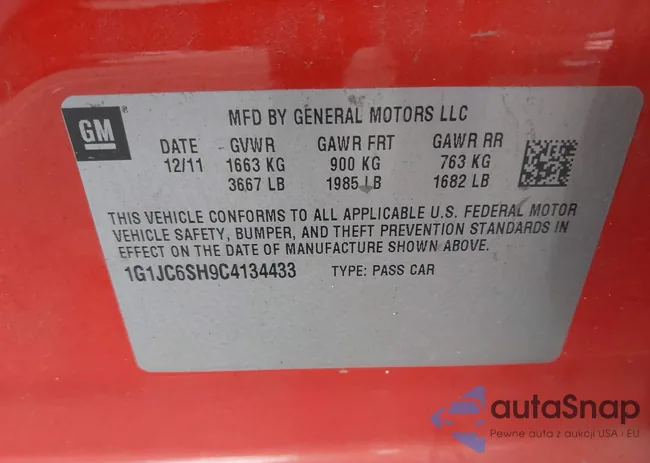 GM
MFD BY GENERAL MOTORS LLC
DATE GVWR GAWR FRT GAWR RR
12/11 1663 KG 900 KG 763 KG
3667 LB 1985 LB 1682 LB
THIS VEHICLE CONFORMS TO ALL APPLICABLE U.S. FEDERAL MOTOR
VEHICLE SAFETY, BUMPER, AND THEFT PREVENTION STANDARDS IN
EFFECT ON THE DATE OF MANUFACTURE SHOWN ABOVE.
1G1JC6SH9C4134433 TYPE: PASS CAR
autaSnap
Pewne auta z aukcji USA i EU